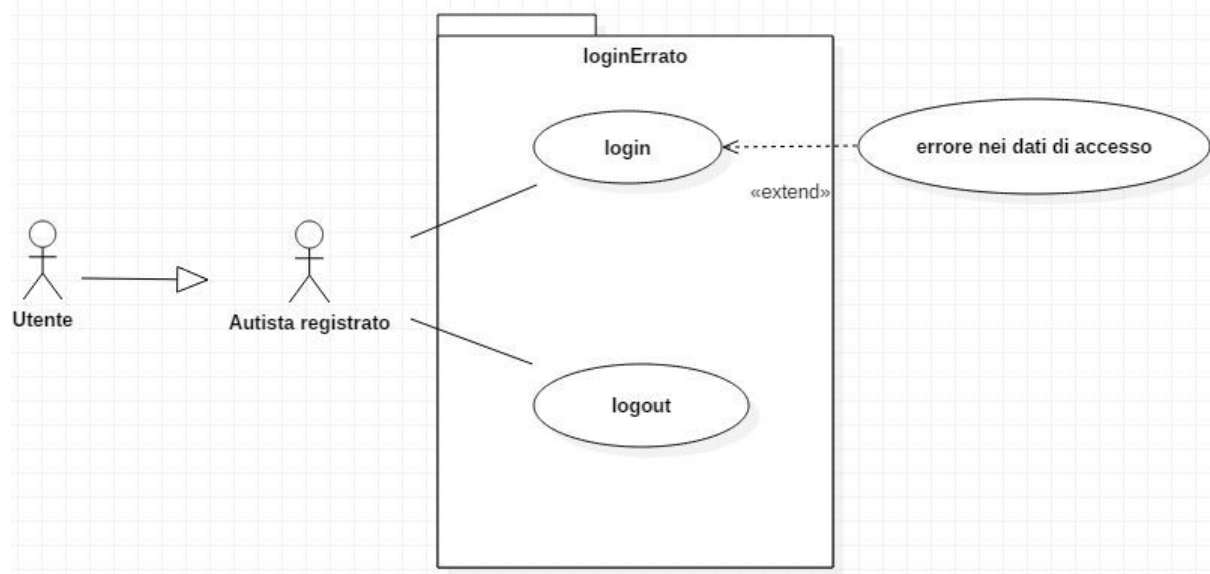 loginErrato
login
errore nei dati di accesso
«extend»
Utente
Autista registrato
logout